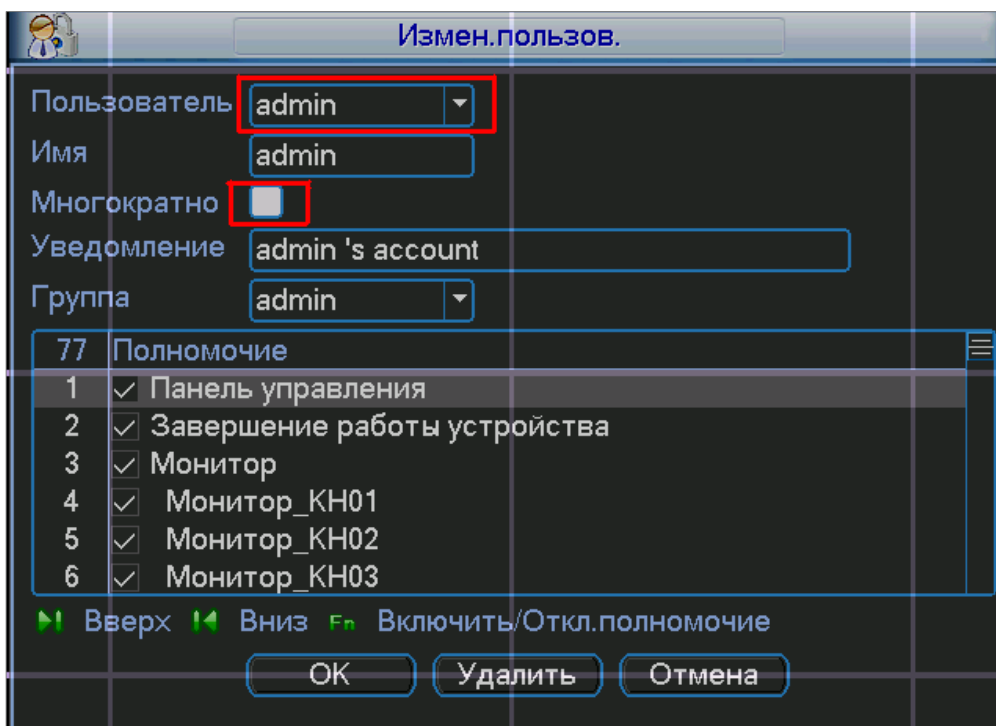 Измен.пользов.
Пользователь admin
Имя admin
Многократно
Уведомление admin 's account
Группа admin
77 Полномочие
1 Панель управления
2 Завершение работы устройства
3 Монитор
4 Монитор_КН01
5 Монитор_КН02
6 Монитор_КН03
Вверх Вниз Fn Включить/Откл.полномочие
OK Удалить Отмена